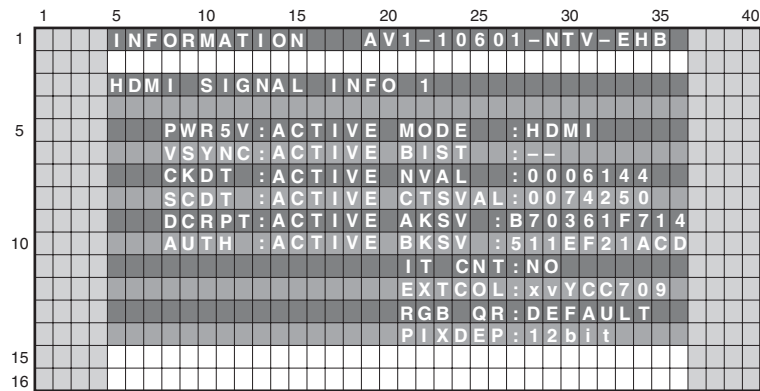 1 5 10 15 20 25 30 35 40
1 INFORMATION AV1-10601-NTV-EHB
HDMI SIGNAL INFO 1
5 PWR5V:ACTIVE MODE :HDMI
VSYNC:ACTIVE BIST :--
CKDT :ACTIVE NVAL :0006144
SCDT :ACTIVE CTSVAL:0074250
DCRPT:ACTIVE AKSV :B70361F714
10 AUTH :ACTIVE BKSV :511EF21ACD
IT CNT:NO
EXTCOL:xvYCC709
RGB QR:DEFAULT
PIXDEP:12bit
15
16